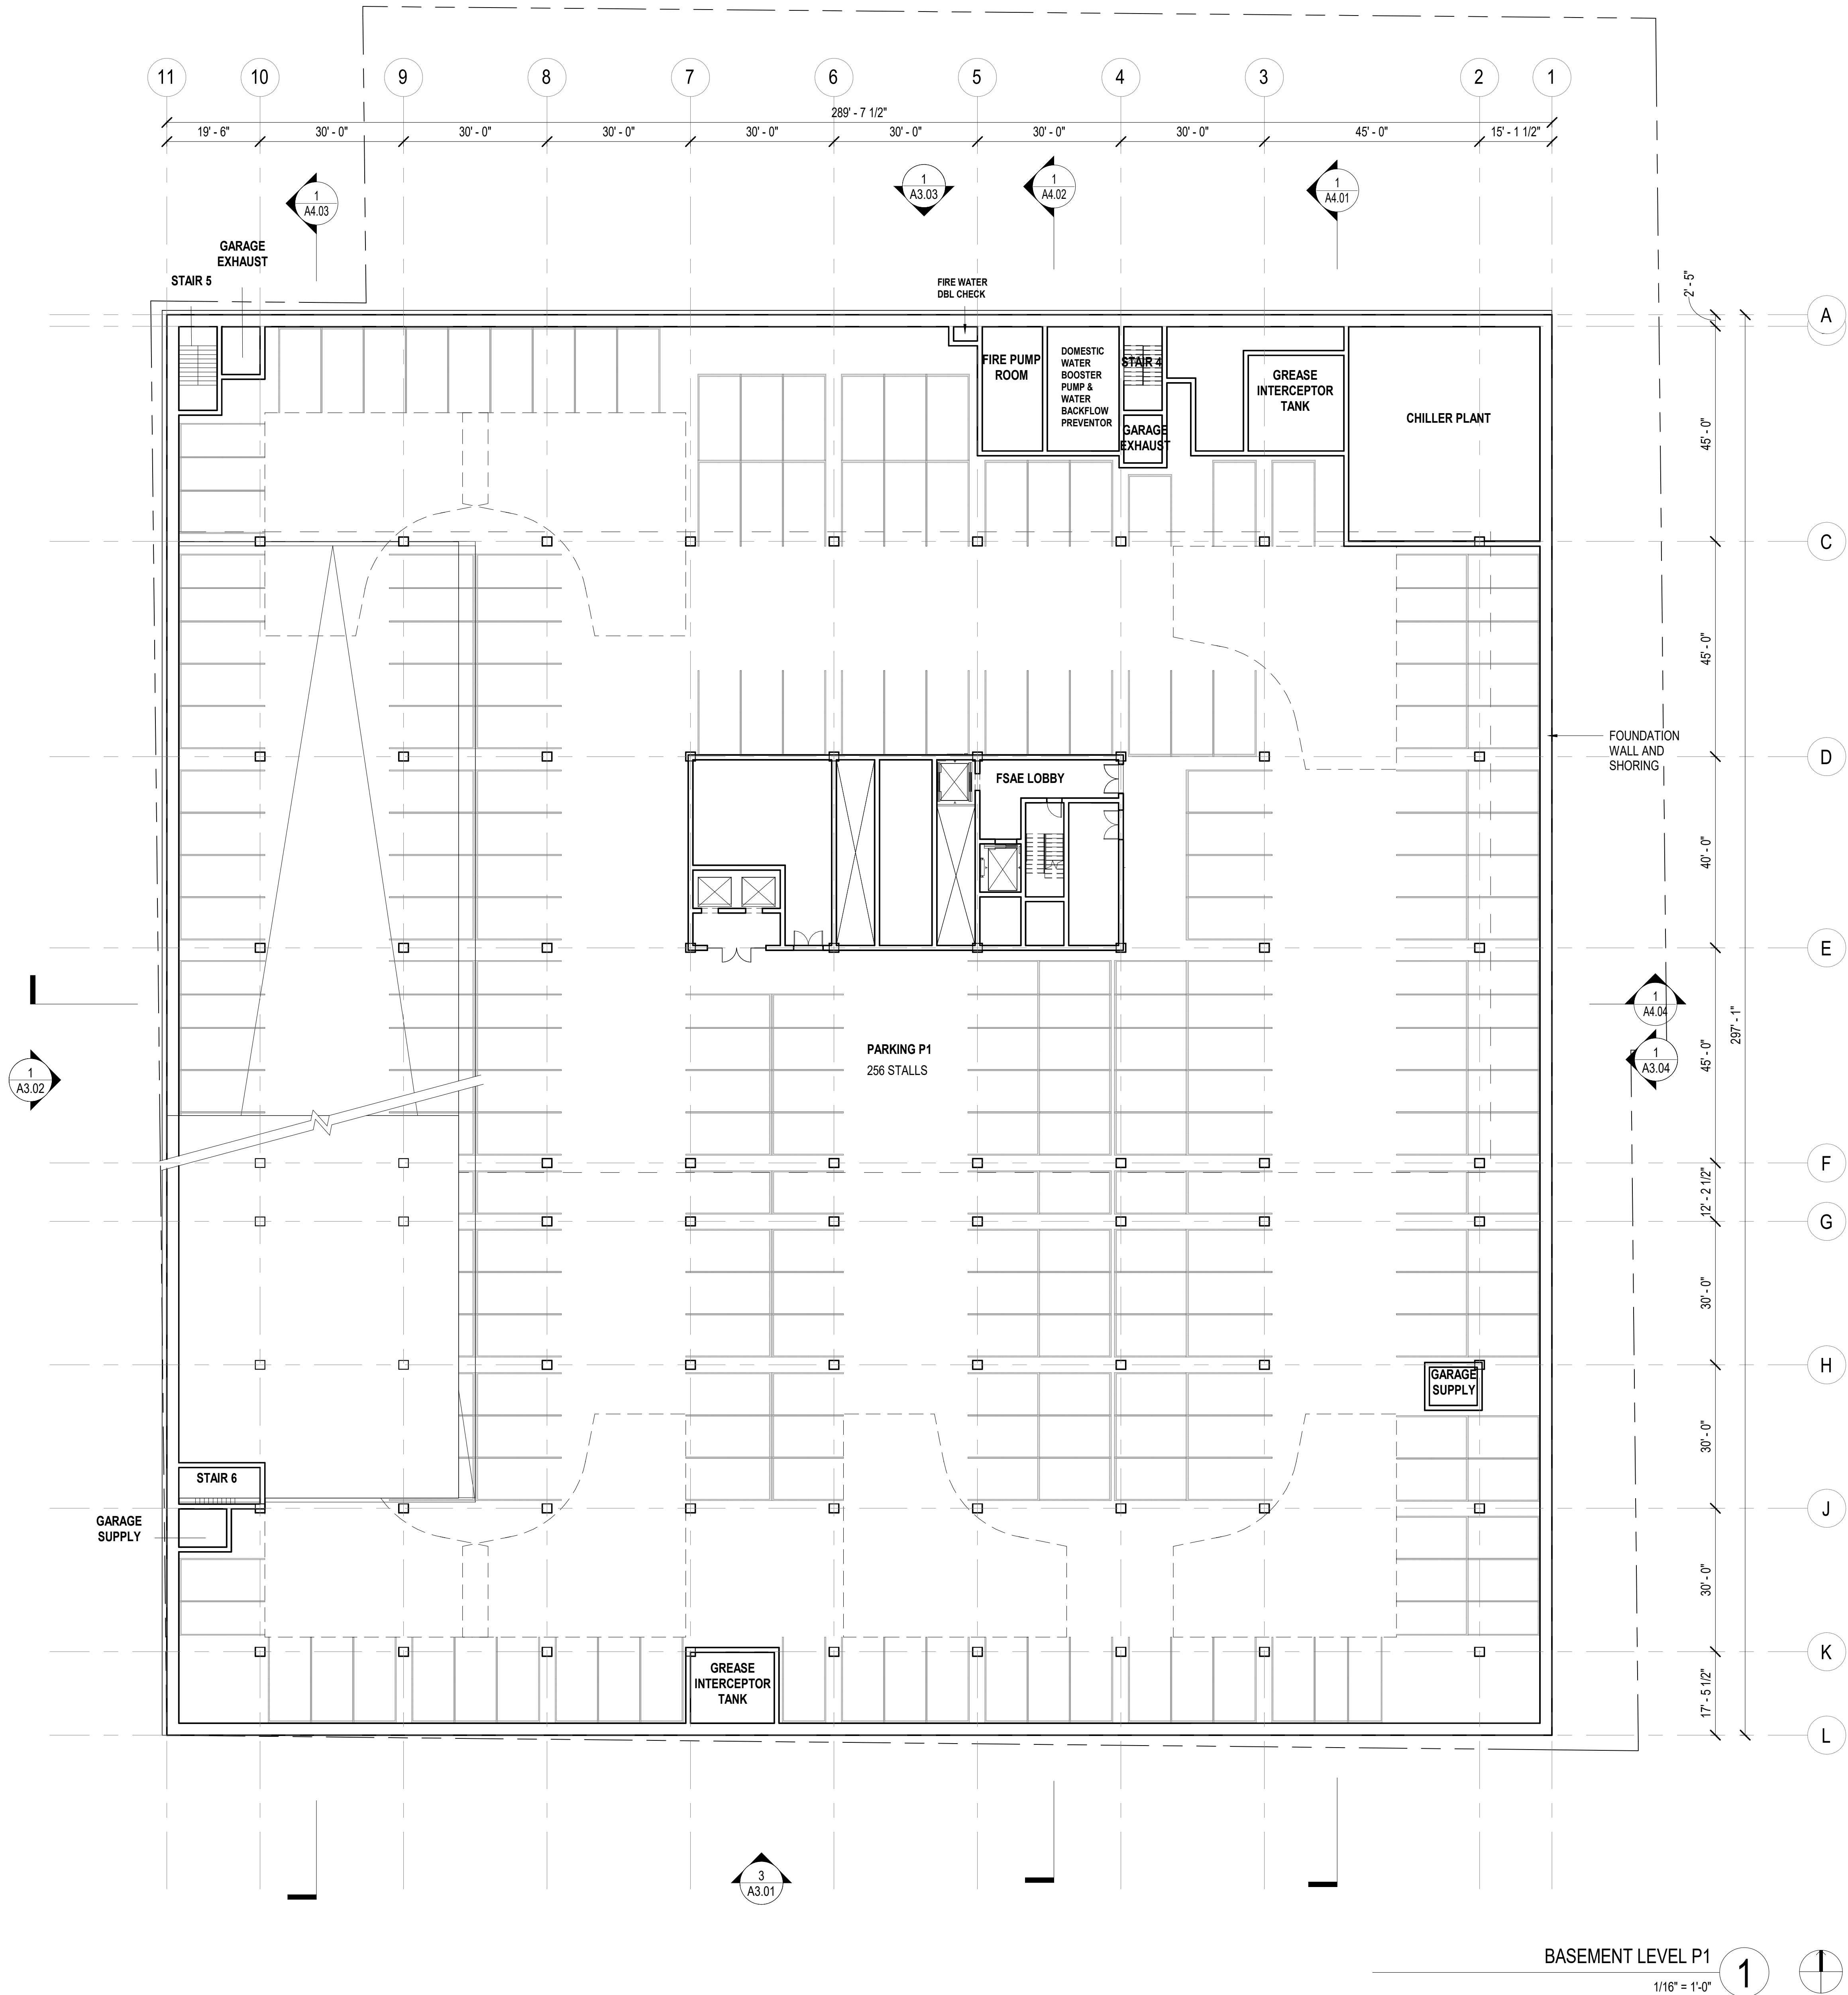 11 10 9 8 7 6 5 4 3 2 1
289' - 7 1/2"
19' - 6" 30' - 0" 30' - 0" 30' - 0" 30' - 0" 30' - 0" 30' - 0" 30' - 0" 45' - 0" 15' - 1 1/2"
1
A4.03
1
A3.03
1
A4.02
1
A4.01
GARAGE
EXHAUST
STAIR 5
FIRE WATER
DBL CHECK
2' - 5"
A
FIRE PUMP
ROOM
DOMESTIC
WATER
BOOSTER
PUMP &
WATER
BACKFLOW
PREVENTOR
STAIR 4
GARAGE
EXHAUST
GREASE
INTERCEPTOR
TANK
CHILLER PLANT
45' - 0"
C
45' - 0"
FOUNDATION
WALL AND
SHORING
D
FSAE LOBBY
40' - 0"
E
1
A4.04
297' - 1"
1
A3.04
45' - 0"
PARKING P1
256 STALLS
1
A3.02
F
12' - 2 1/2"
G
30' - 0"
H
GARAGE
SUPPLY
30' - 0"
STAIR 6
J
GARAGE
SUPPLY
30' - 0"
K
GREASE
INTERCEPTOR
TANK
17' - 5 1/2"
L
3
A3.01
BASEMENT LEVEL P1
1/16" = 1'-0"
1